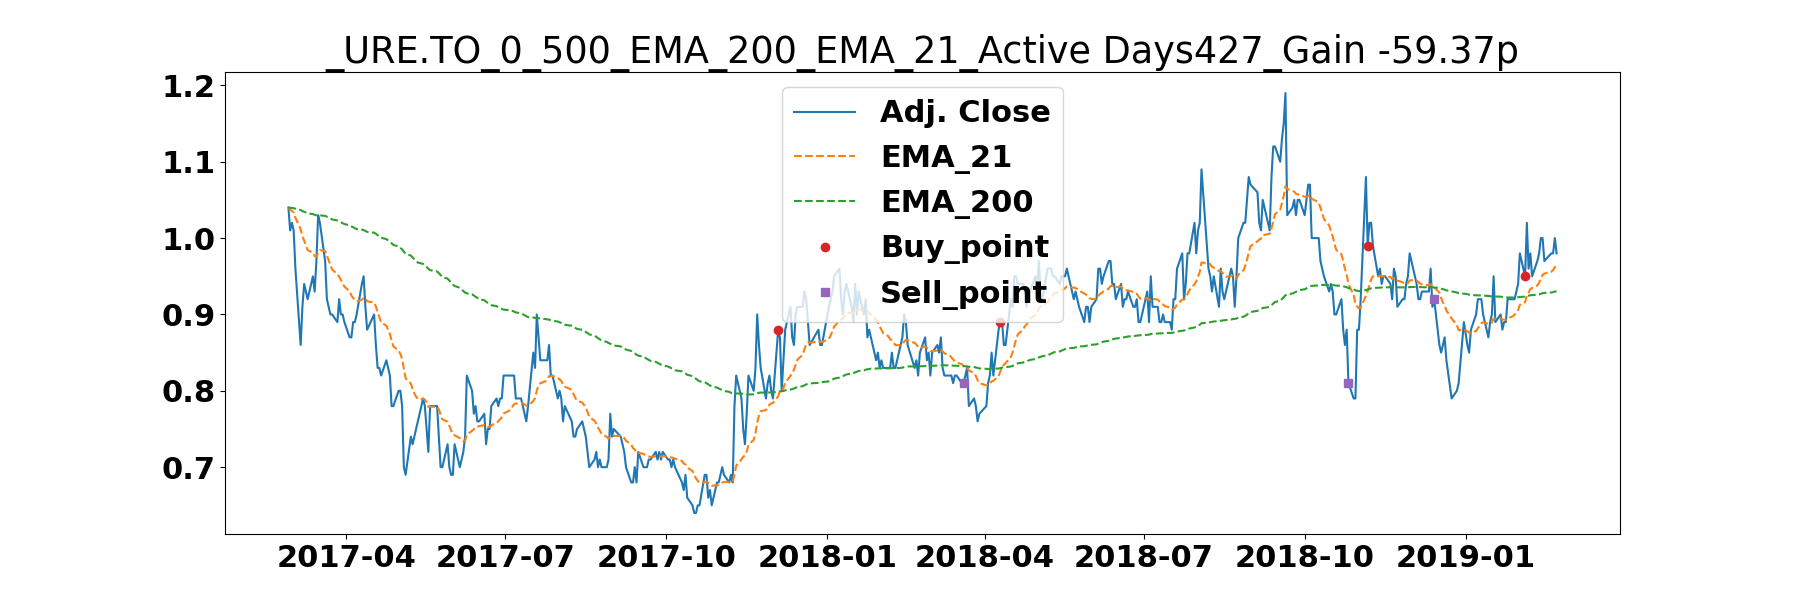 _URE.TO_0_500_EMA_200_EMA_21_Active Days427_Gain -59.37p
1.2
1.1
1.0
0.9
0.8
0.7
Adj. Close
EMA_21
EMA_200
Buy_point
Sell_point
2017-04 2017-07 2017-10 2018-01 2018-04 2018-07 2018-10 2019-01